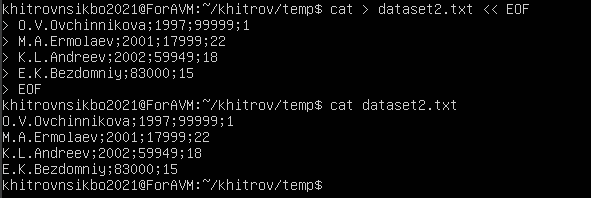 khitrovnsikbo2021@ForAVM:~/khitrov/temp$ cat > dataset2.txt << EOF
> O.V.Ovchinnikova;1997;99999;1
> M.A.Ermolaev;2001;17999;22
> K.L.Andreev;2002;59949;18
> E.K.Bezdomniy;83000;15
> EOF
khitrovnsikbo2021@ForAVM:~/khitrov/temp$ cat dataset2.txt
O.V.Ovchinnikova;1997;99999;1
M.A.Ermolaev;2001;17999;22
K.L.Andreev;2002;59949;18
E.K.Bezdomniy;83000;15
khitrovnsikbo2021@ForAVM:~/khitrov/temp$